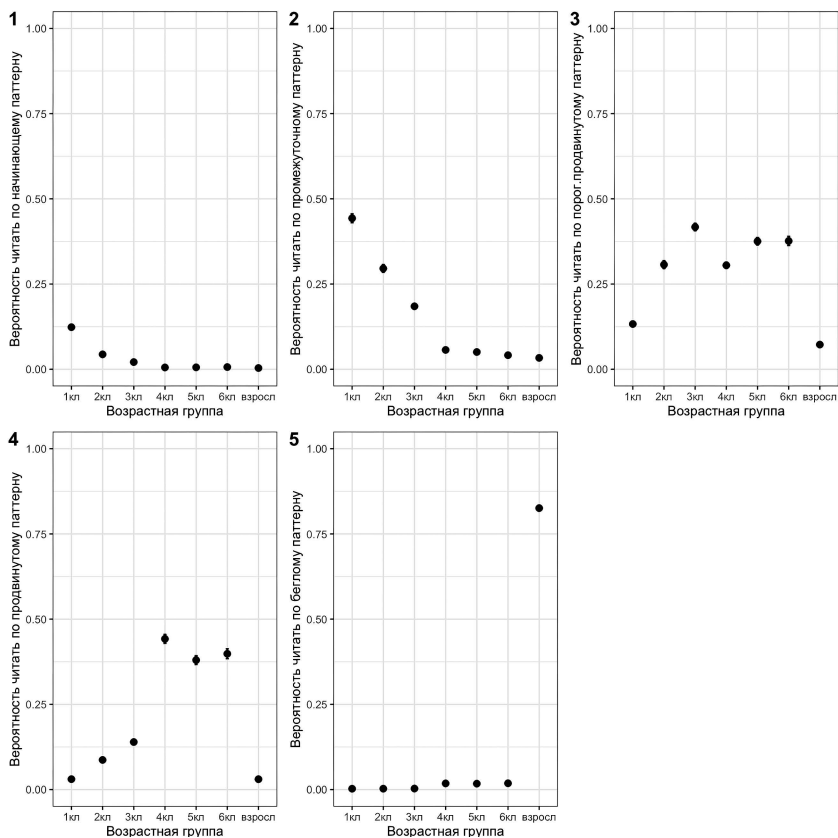 1
Вероятность читать по начинающему паттерну
1.00
0.75
0.50
0.25
0.00
1кл 2кл 3кл 4кл 5кл 6кл взросл
Возрастная группа
2
Вероятность читать по промежуточному паттерну
1.00
0.75
0.50
0.25
0.00
1кл 2кл 3кл 4кл 5кл 6кл взросл
Возрастная группа
3
Вероятность читать по порог.продвинутому паттерну
1.00
0.75
0.50
0.25
0.00
1кл 2кл 3кл 4кл 5кл 6кл взросл
Возрастная группа
4
Вероятность читать по продвинутому паттерну
1.00
0.75
0.50
0.25
0.00
1кл 2кл 3кл 4кл 5кл 6кл взросл
Возрастная группа
5
Вероятность читать по беглому паттерну
1.00
0.75
0.50
0.25
0.00
1кл 2кл 3кл 4кл 5кл 6кл взросл
Возрастная группа